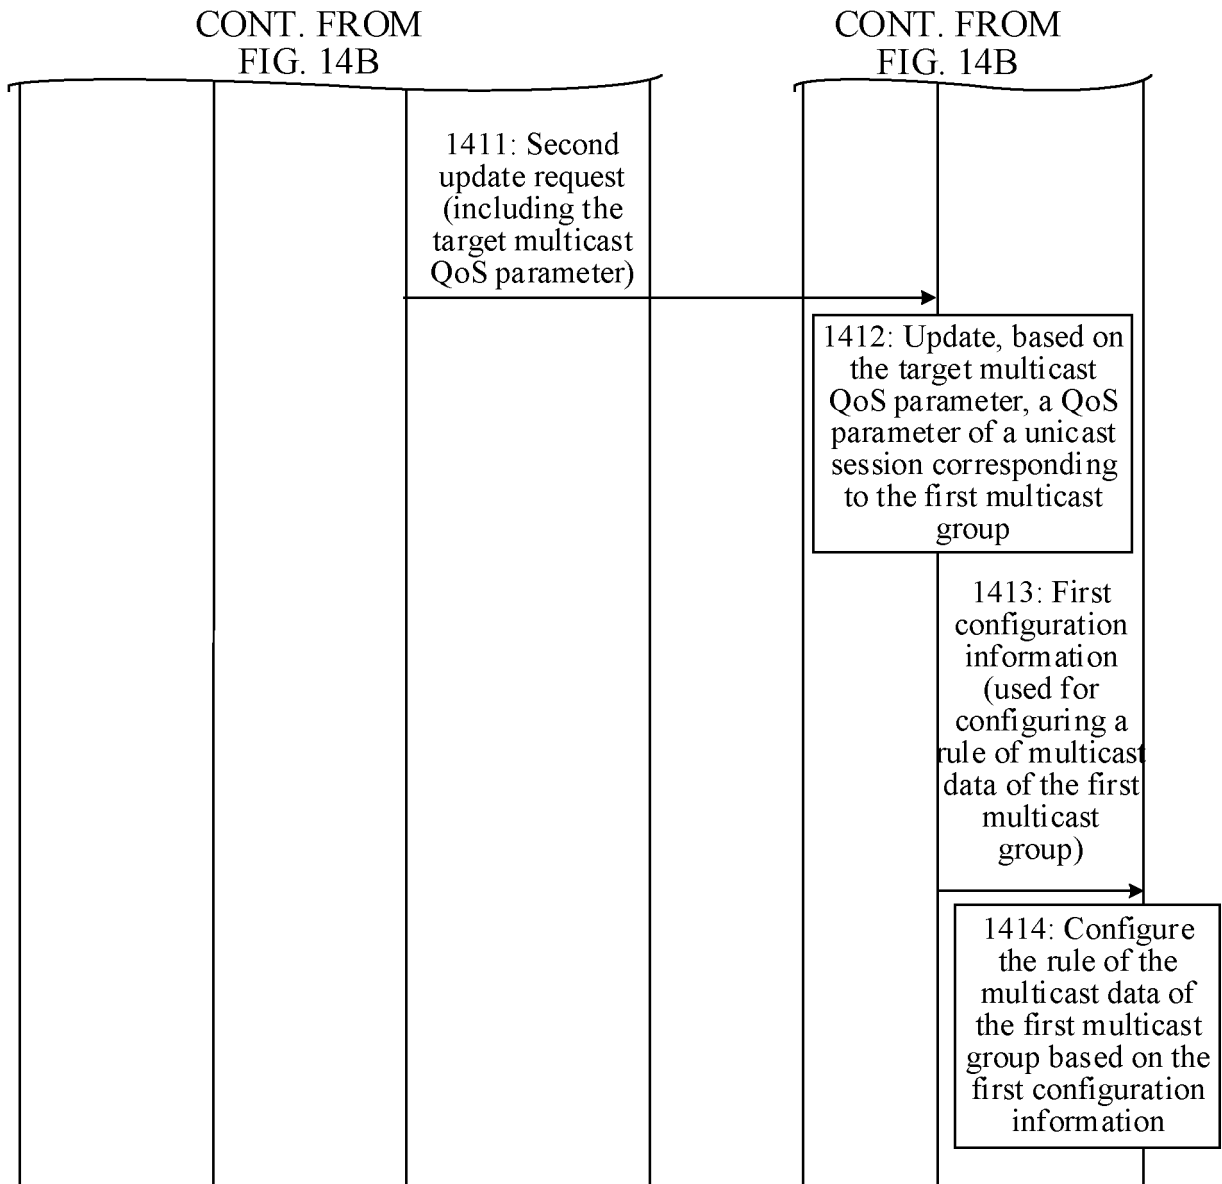 CONT. FROM
FIG. 14B
CONT. FROM
FIG. 14B
1411: Second
update request
(including the
target multicast
QoS parameter)
1412: Update, based on
the target multicast
QoS parameter, a QoS
parameter of a unicast
session corresponding
to the first multicast
group
1413: First
configuration
information
(used for
configuring a
rule of multicast
data of the first
multicast
group)
1414: Configure
the rule of the
multicast data of
the first multicast
group based on the
first configuration
information